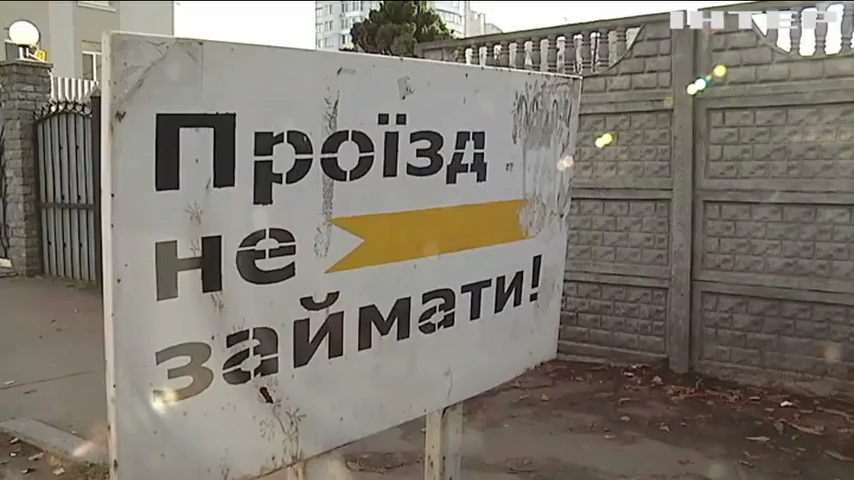 ІНТЕР
Проїзд
не
займати!